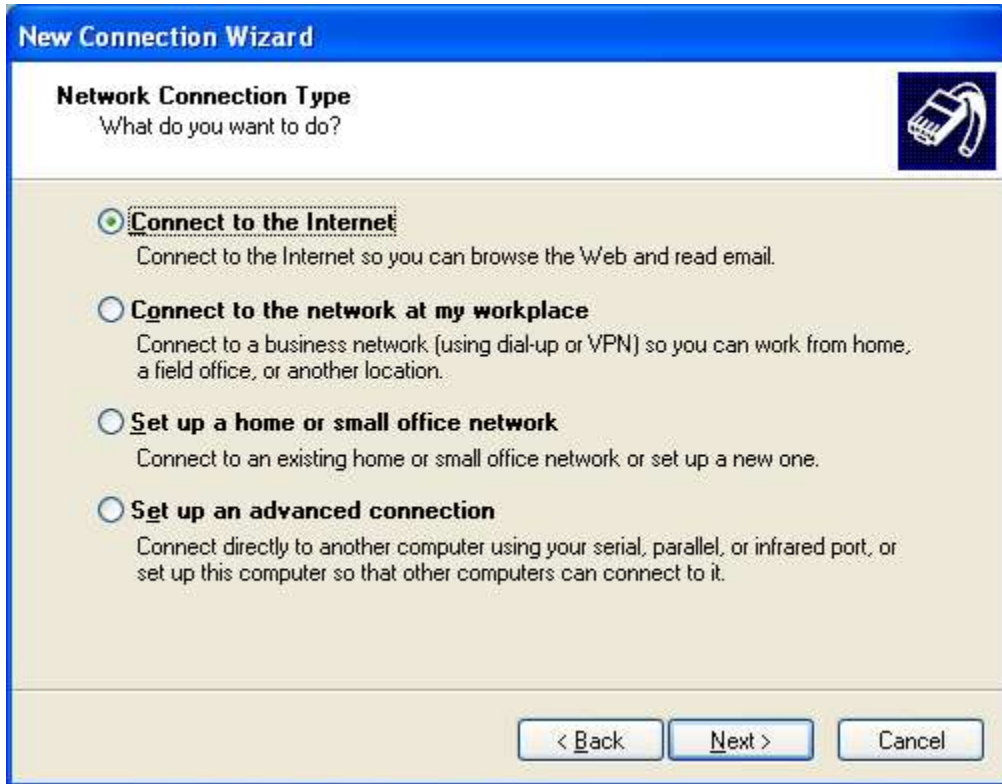 New Connection Wizard
Network Connection Type
What do you want to do?
Connect to the Internet
Connect to the Internet so you can browse the Web and read email.
Connect to the network at my workplace
Connect to a business network (using dial-up or VPN) so you can work from home,
a field office, or another location.
Set up a home or small office network
Connect to an existing home or small office network or set up a new one.
Set up an advanced connection
Connect directly to another computer using your serial, parallel, or infrared port, or
set up this computer so that other computers can connect to it.
< Back Next > Cancel